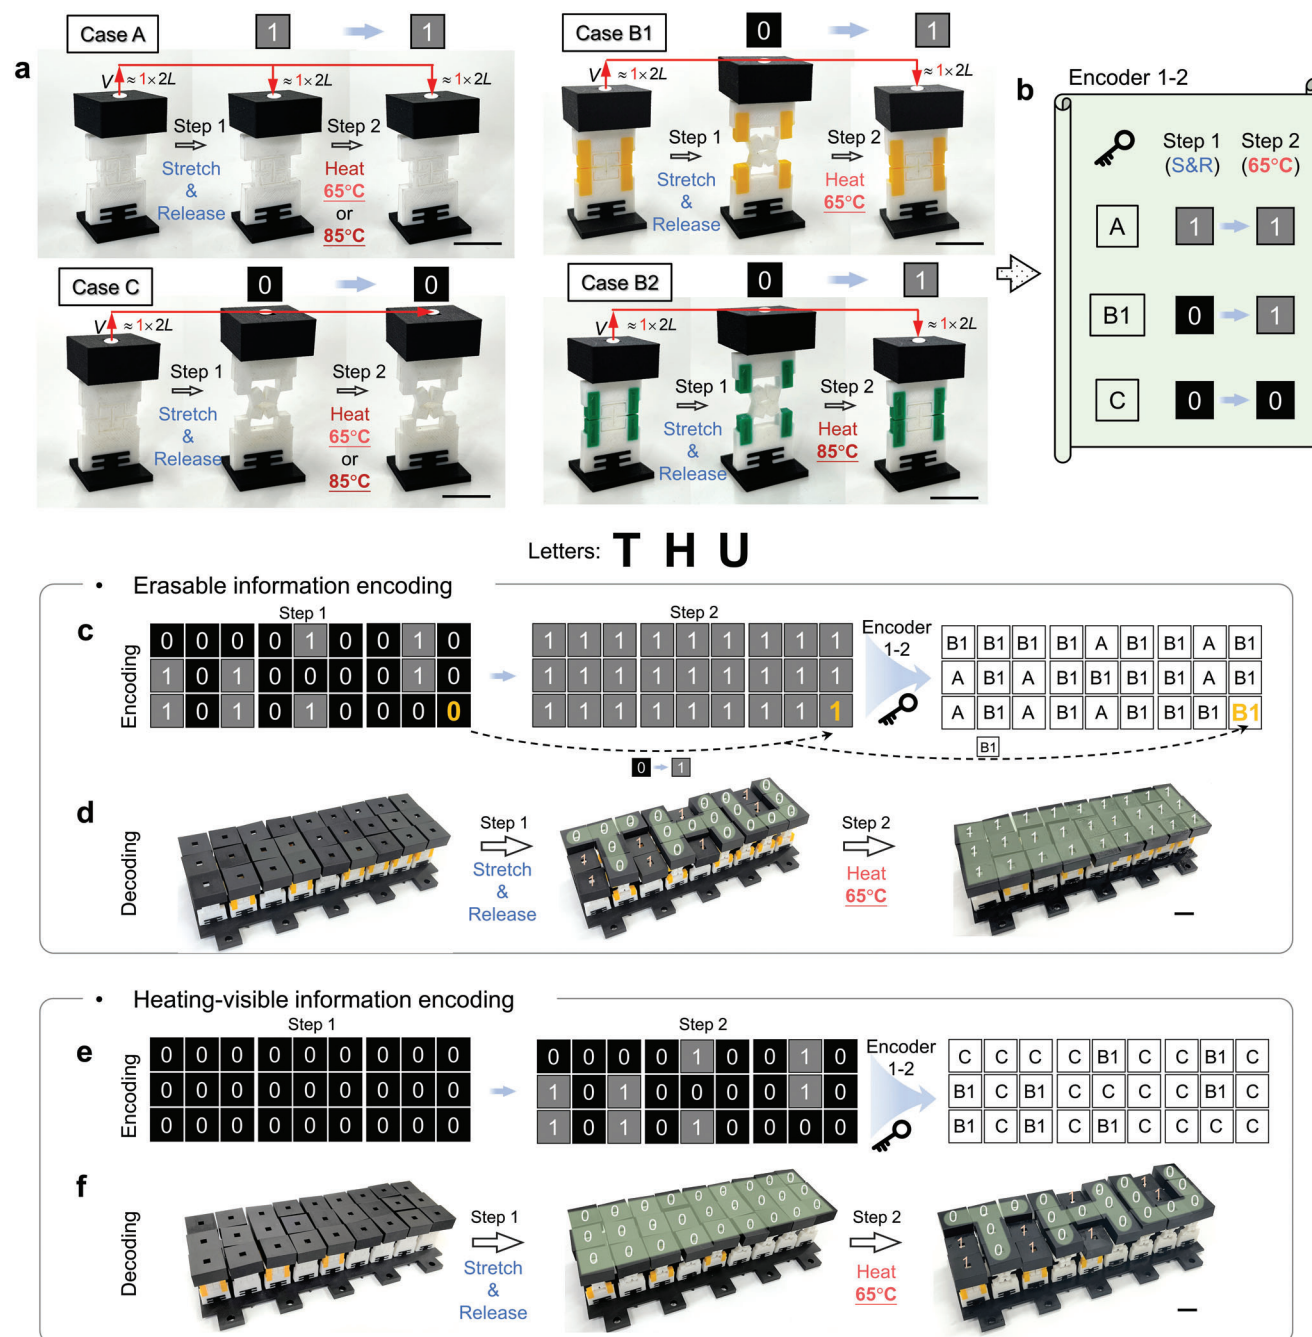 a
Case A 1 1
V ≈1×2L ≈1×2L ≈1×2L
Step 1
Stretch
&
Release
Step 2
Heat
65°C
or
85°C
Case B1 0 1
V ≈1×2L ≈1×2L
Step 1
Stretch
&
Release
Step 2
Heat
65°C
Case C 0 0
V ≈1×2L
Step 1
Stretch
&
Release
Step 2
Heat
65°C
or
85°C
Case B2 0 1
V ≈1×2L ≈1×2L
Step 1
Stretch
&
Release
Step 2
Heat
85°C
b
Encoder 1-2
Step 1 Step 2
(S&R) (65°C)
A 1 1
B1 0 1
C 0 0
Letters: T H U
• Erasable information encoding
c
Encoding
Step 1
0 0 0 0 1 0 0 1 0
1 0 1 0 0 0 0 1 0
1 0 1 0 1 0 0 0 0
Step 2
1 1 1 1 1 1 1 1 1
1 1 1 1 1 1 1 1 1
1 1 1 1 1 1 1 1 1
Encoder
1-2
B1 B1 B1 B1 A B1 B1 A B1
A B1 A B1 B1 B1 B1 A B1
A B1 A B1 A B1 B1 B1 B1
0 1
B1
d
Decoding
Step 1
Stretch
&
Release
Step 2
Heat
65°C
• Heating-visible information encoding
e
Encoding
Step 1
0 0 0 0 0 0 0 0 0
0 0 0 0 0 0 0 0 0
0 0 0 0 0 0 0 0 0
Step 2
0 0 0 0 1 0 0 1 0
1 0 1 0 0 0 0 1 0
1 0 1 0 1 0 0 0 0
Encoder
1-2
C C C C B1 C C B1 C
B1 C B1 C C C C B1 C
B1 C B1 C B1 C C C C
f
Decoding
Step 1
Stretch
&
Release
Step 2
Heat
65°C